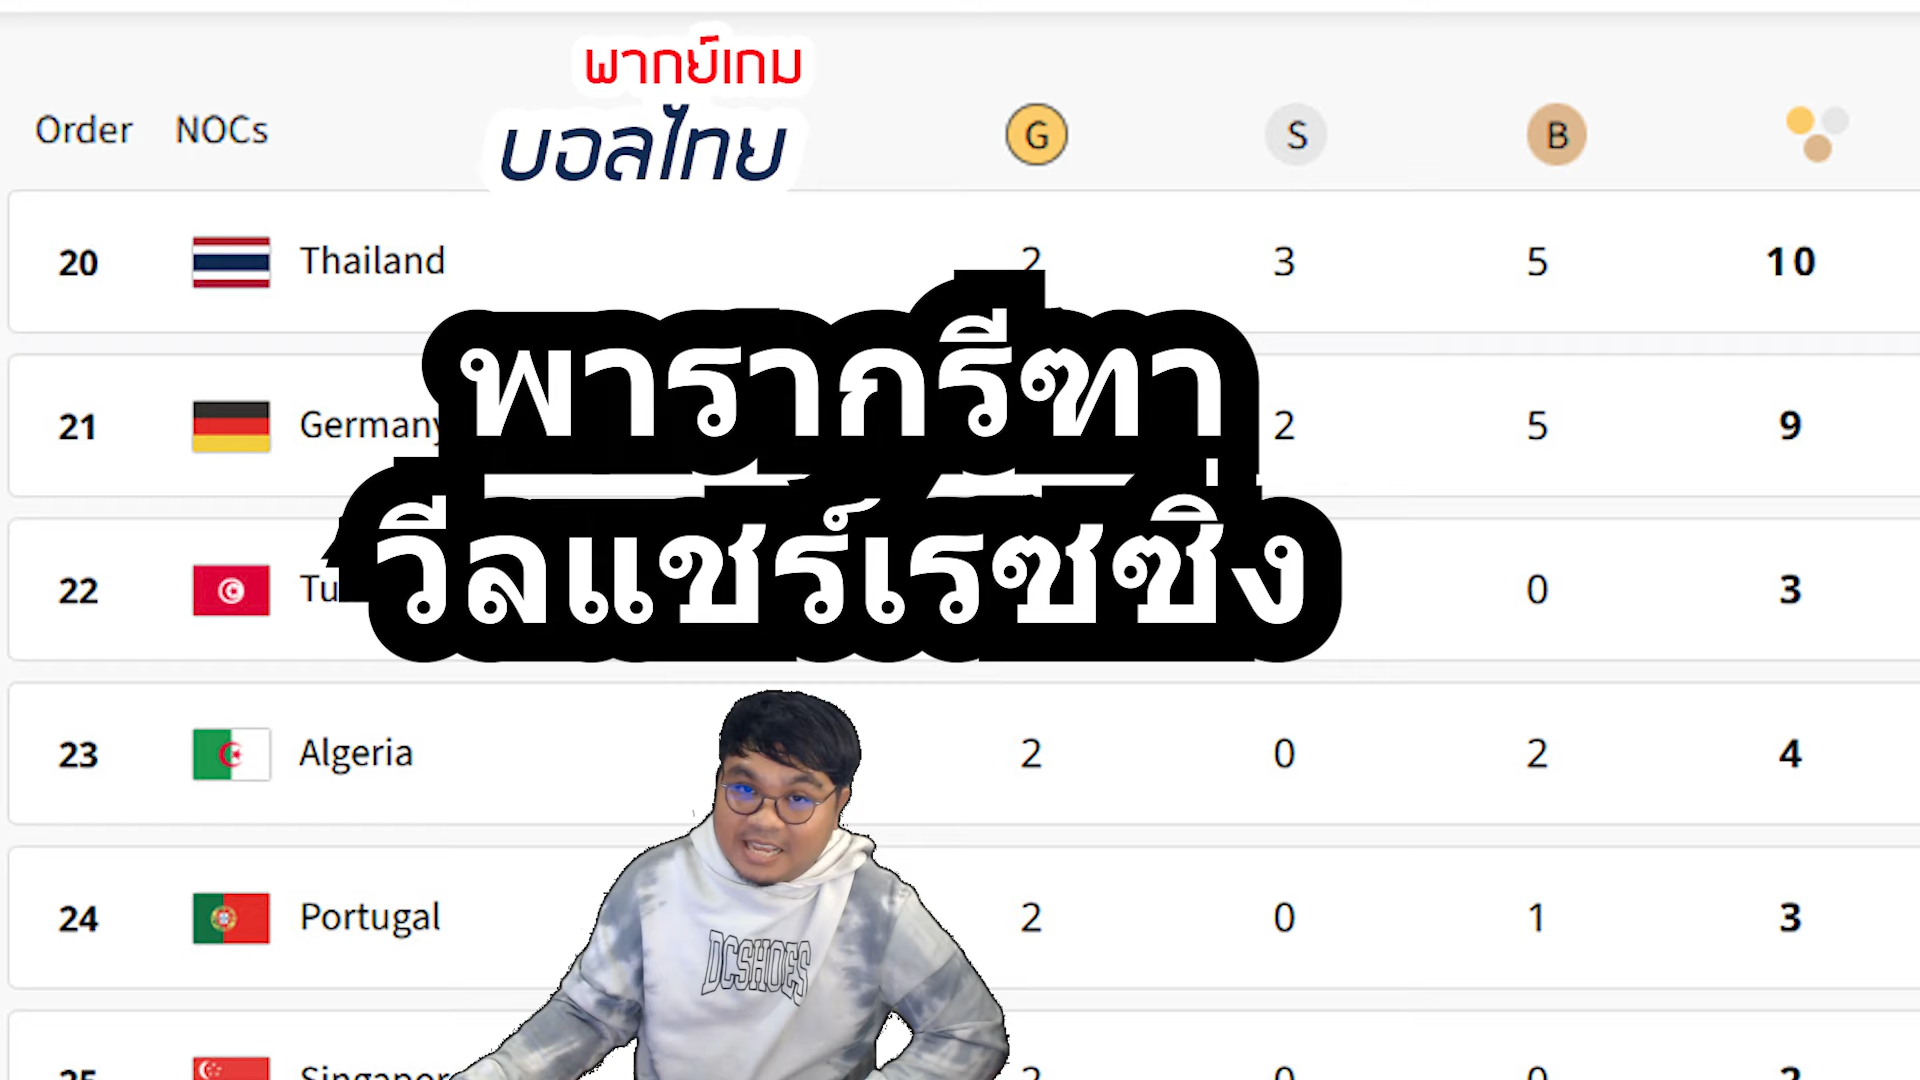 พากย์เกม
บอลไทย
Order NOCs G S B
20 Thailand 2 3 5 10
พารากรีฑา
21 Germany 2 5 9
วีลแชร์เรซซิ่ง
22 0 3
23 Algeria 2 0 2 4
24 Portugal 2 0 1 3
DCSHOES